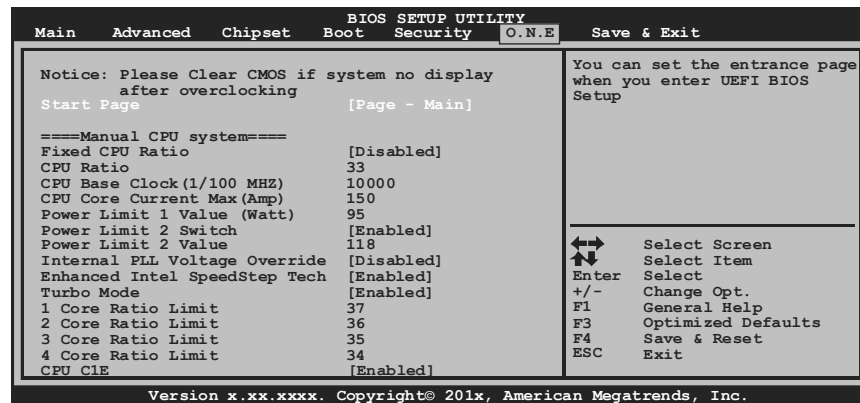 BIOS SETUP UTILITY
Main Advanced Chipset Boot Security O.N.E Save & Exit
Notice: Please Clear CMOS if system no display
after overclocking
Start Page [Page - Main]
====Manual CPU system====
Fixed CPU Ratio [Disabled]
CPU Ratio 33
CPU Base Clock(1/100 MHZ) 10000
CPU Core Current Max(Amp) 150
Power Limit 1 Value (Watt) 95
Power Limit 2 Switch [Enabled]
Power Limit 2 Value 118
Internal PLL Voltage Override [Disabled]
Enhanced Intel SpeedStep Tech [Enabled]
Turbo Mode [Enabled]
1 Core Ratio Limit 37
2 Core Ratio Limit 36
3 Core Ratio Limit 35
4 Core Ratio Limit 34
CPU C1E [Enabled]
You can set the entrance page
when you enter UEFI BIOS
Setup
Select Screen
Select Item
Enter Select
+/- Change Opt.
F1 General Help
F3 Optimized Defaults
F4 Save & Reset
ESC Exit
Version x.xx.xxxx. Copyright© 201x, American Megatrends, Inc.